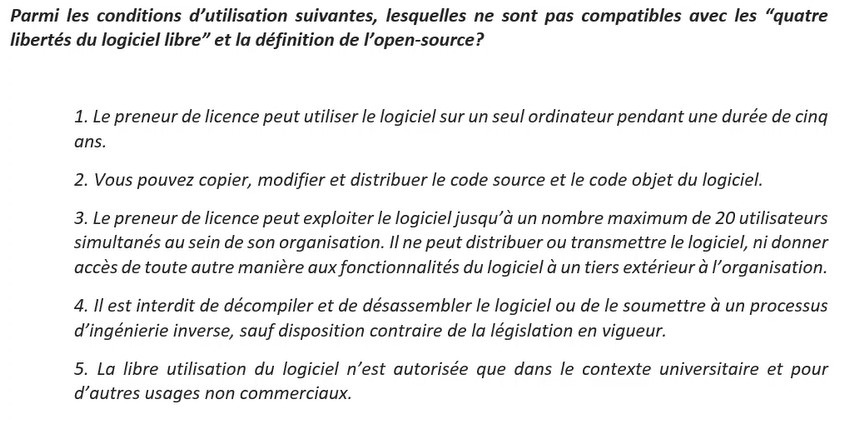 Parmi les conditions d’utilisation suivantes, lesquelles ne sont pas compatibles avec les “quatre
libertés du logiciel libre” et la définition de l’open-source?
1. Le preneur de licence peut utiliser le logiciel sur un seul ordinateur pendant une durée de cinq
ans.
2. Vous pouvez copier, modifier et distribuer le code source et le code objet du logiciel.
3. Le preneur de licence peut exploiter le logiciel jusqu’à un nombre maximum de 20 utilisateurs
simultanés au sein de son organisation. Il ne peut distribuer ou transmettre le logiciel, ni donner
accès de toute autre manière aux fonctionnalités du logiciel à un tiers extérieur à l’organisation.
4. Il est interdit de décompiler et de désassembler le logiciel ou de le soumettre à un processus
d’ingénierie inverse, sauf disposition contraire de la législation en vigueur.
5. La libre utilisation du logiciel n’est autorisée que dans le contexte universitaire et pour
d’autres usages non commerciaux.